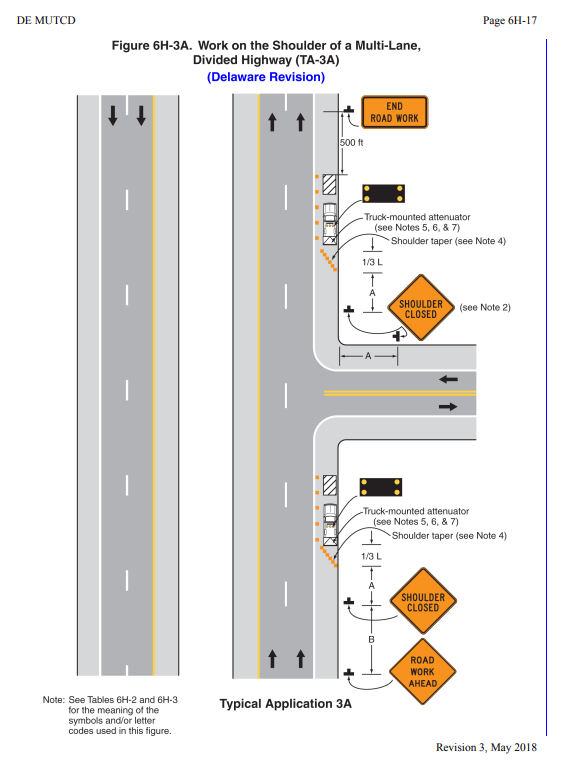 DE MUTCD
Page 6H-17
Figure 6H-3A. Work on the Shoulder of a Multi-Lane,
Divided Highway (TA-3A)
(Delaware Revision)
END
ROAD WORK
500 ft
Truck-mounted attenuator
(see Notes 5, 6, & 7)
Shoulder taper (see Note 4)
1/3 L
A
SHOULDER
CLOSED
(see Note 2)
A
Truck-mounted attenuator
(see Notes 5, 6, & 7)
Shoulder taper (see Note 4)
1/3 L
A
SHOULDER
CLOSED
B
ROAD
WORK
AHEAD
Note: See Tables 6H-2 and 6H-3
for the meaning of the
symbols and/or letter
codes used in this figure.
Typical Application 3A
Revision 3, May 2018